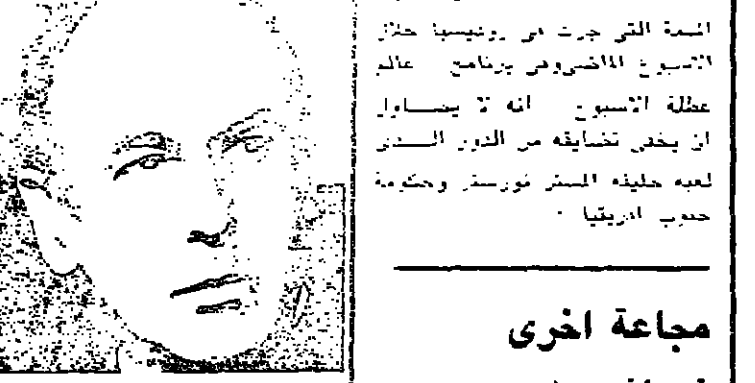 القمة التي جرت في روديسيا خلال
الاسبوع الماضي وفي برنامج عالم
عطلة الاسبوع انه لا يحاول
ان يخفي تضايقه من الدور الذي
لعبه حليفه المستر فورستر وحكومة
جنوب افريقيا .
مجاعة اخرى